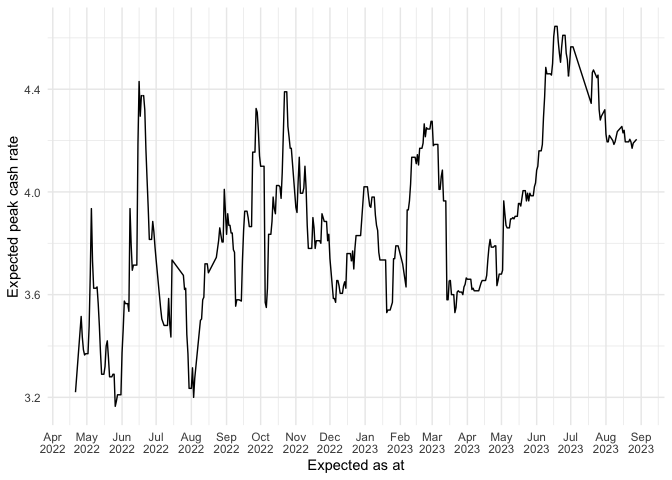 Expected peak cash rate
4.4
4.0
3.6
3.2
Apr May Jun Jul Aug Sep Oct Nov Dec Jan Feb Mar Apr May Jun Jul Aug Sep
2022 2022 2022 2022 2022 2022 2022 2022 2022 2023 2023 2023 2023 2023 2023 2023 2023 2023
Expected as at